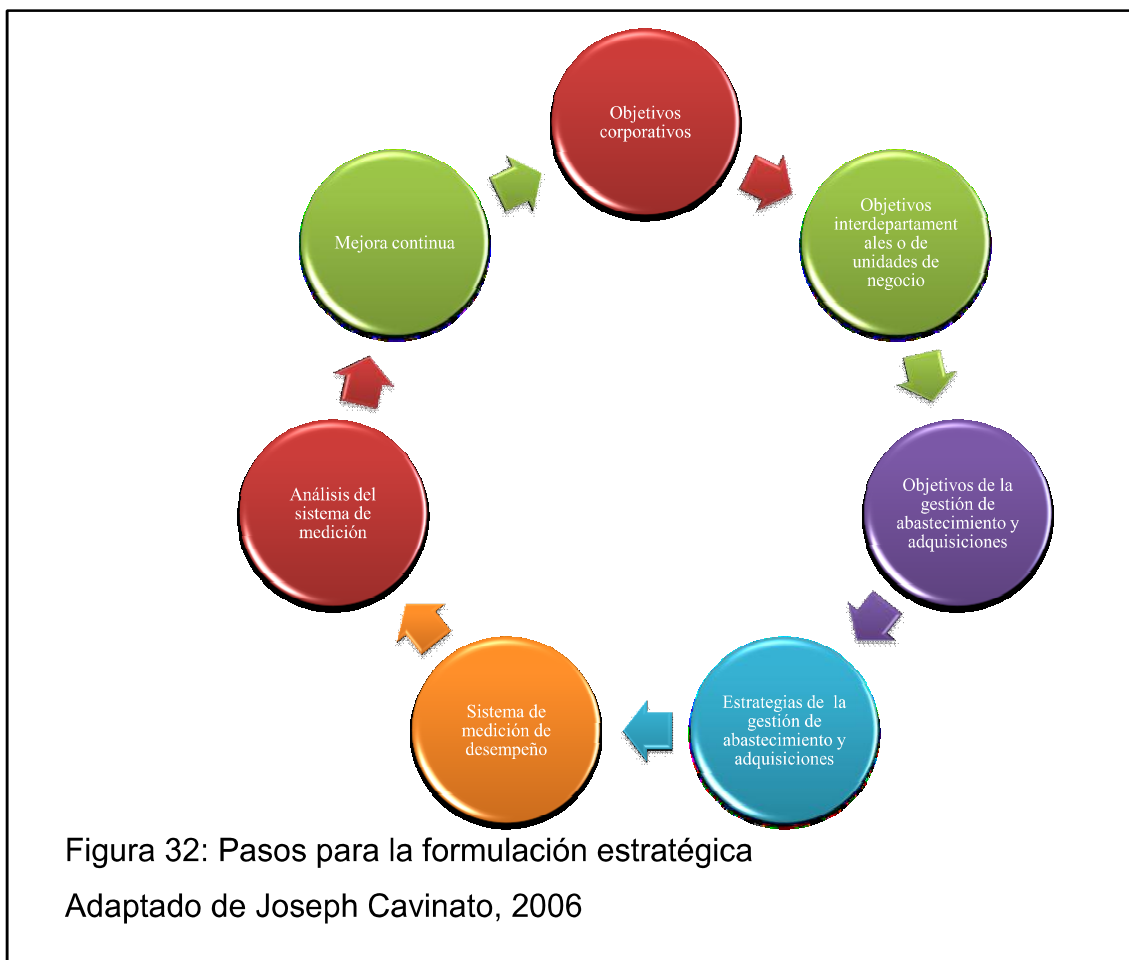 Objetivos
corporativos
Objetivos
interdepartament
ales o de
unidades de
negocio
Objetivos de la
gestión de
abastecimiento y
adquisiciones
Estrategias de la
gestión de
abastecimiento y
adquisiciones
Sistema de
medición de
desempeño
Análisis del
sistema de
medición
Mejora continua
Figura 32: Pasos para la formulación estratégica
Adaptado de Joseph Cavinato, 2006